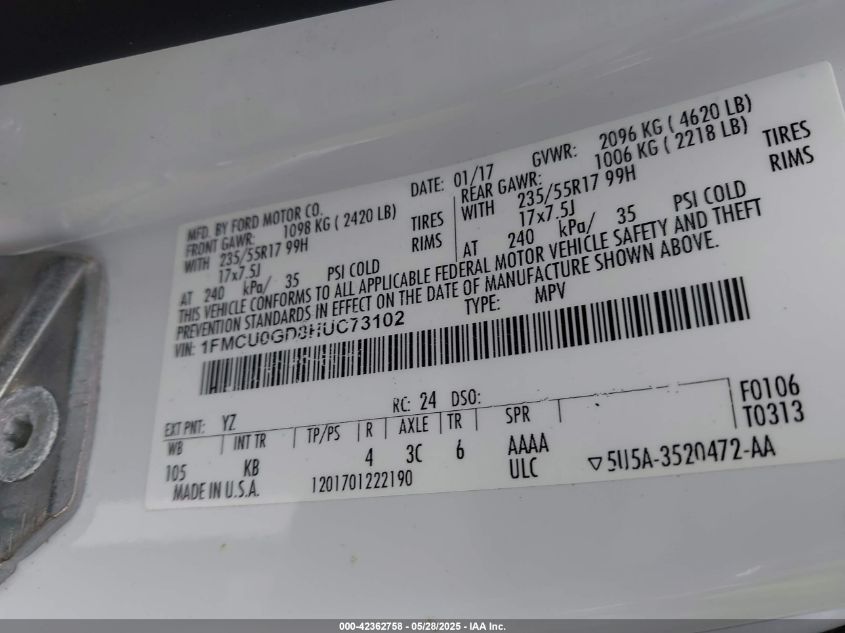 MFD. BY FORD MOTOR CO.
DATE: 01/17
GVWR: 2096 KG ( 4620 LB)
FRONT GAWR: 1098 KG ( 2420 LB)
REAR GAWR: 1006 KG ( 2218 LB)
WITH 235/55R17 99H TIRES
WITH 235/55R17 99H TIRES
17x7.5J RIMS
17x7.5J RIMS
AT 240 kPa/ 35 PSI COLD
AT 240 kPa/ 35 PSI COLD
THIS VEHICLE CONFORMS TO ALL APPLICABLE FEDERAL MOTOR VEHICLE SAFETY AND THEFT
PREVENTION STANDARDS IN EFFECT ON THE DATE OF MANUFACTURE SHOWN ABOVE.
VIN: 1FMCU0GD8HUC73102
TYPE: MPV
EXT PNT: YZ RC: 24 DSO:
F0106
WB INT TR TP/PS R AXLE TR SPR
T0313
105 KB 4 3C 6 AAAA
MADE IN U.S.A. 1201701222190 ULC ▽5U5A-3520472-AA
000-42362758 - 05/28/2025 - IAA Inc.